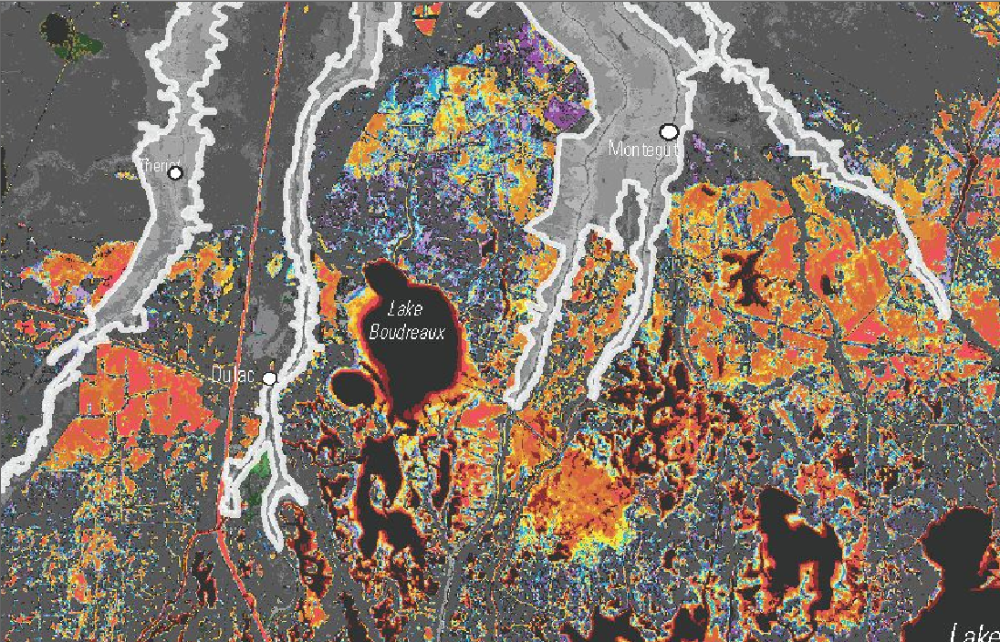 Montegut
Theriot
Lake
Boudreaux
Dulac
Lake